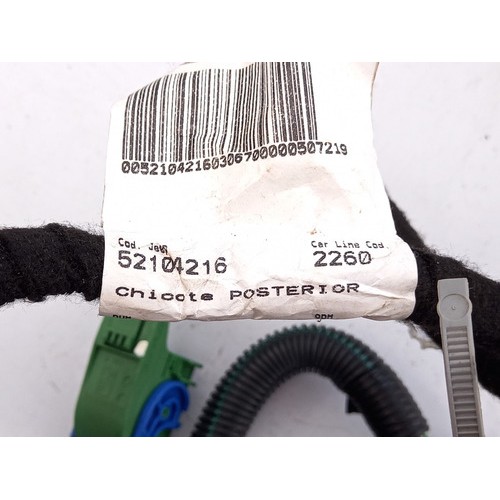 00521042160306700000507219
Cod. Jeep Car Line Cod.
52104216 2260
Chicote POSTERIOR